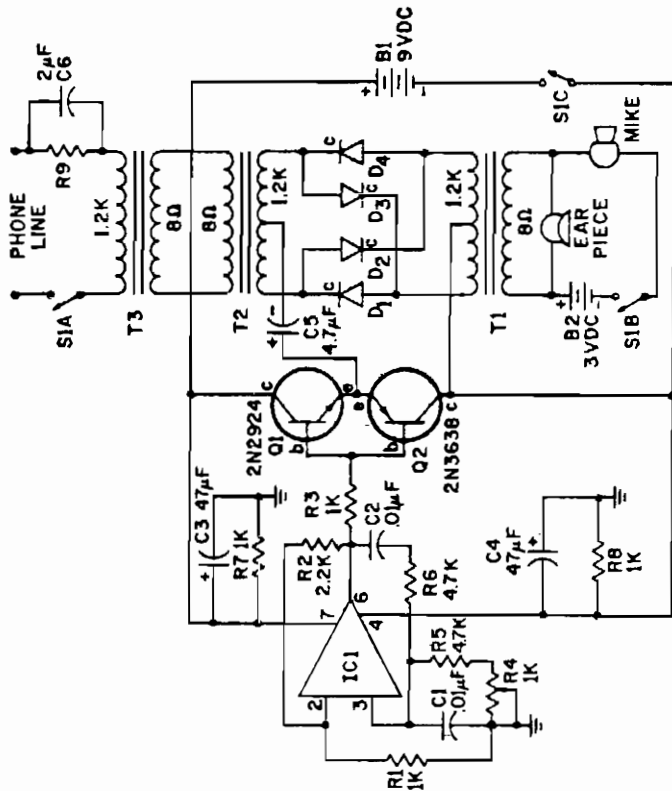 PHONE
LINE
S1A
R9
2µF
C6
1.2K
T3
8Ω
8Ω
T2
1.2K
C5
4.7µF
+
-
D1
D2
D3
D4
c
c
c
c
1.2K
T1
8Ω
EAR
PIECE
MIKE
B2
3VDC
S1B
B1
9VDC
+
S1C
2N2924
Q1
b
c
e
e
b
c
Q2
2N3638
C3 47µF
+
R7 1K
R3
1K
R2
2.2K
C2
.01µF
R6
4.7K
IC1
2
3
4
6
7
R1
1K
C1
.01µF
R5
4.7K
R4
1K
C4
47µF
+
R8
1K